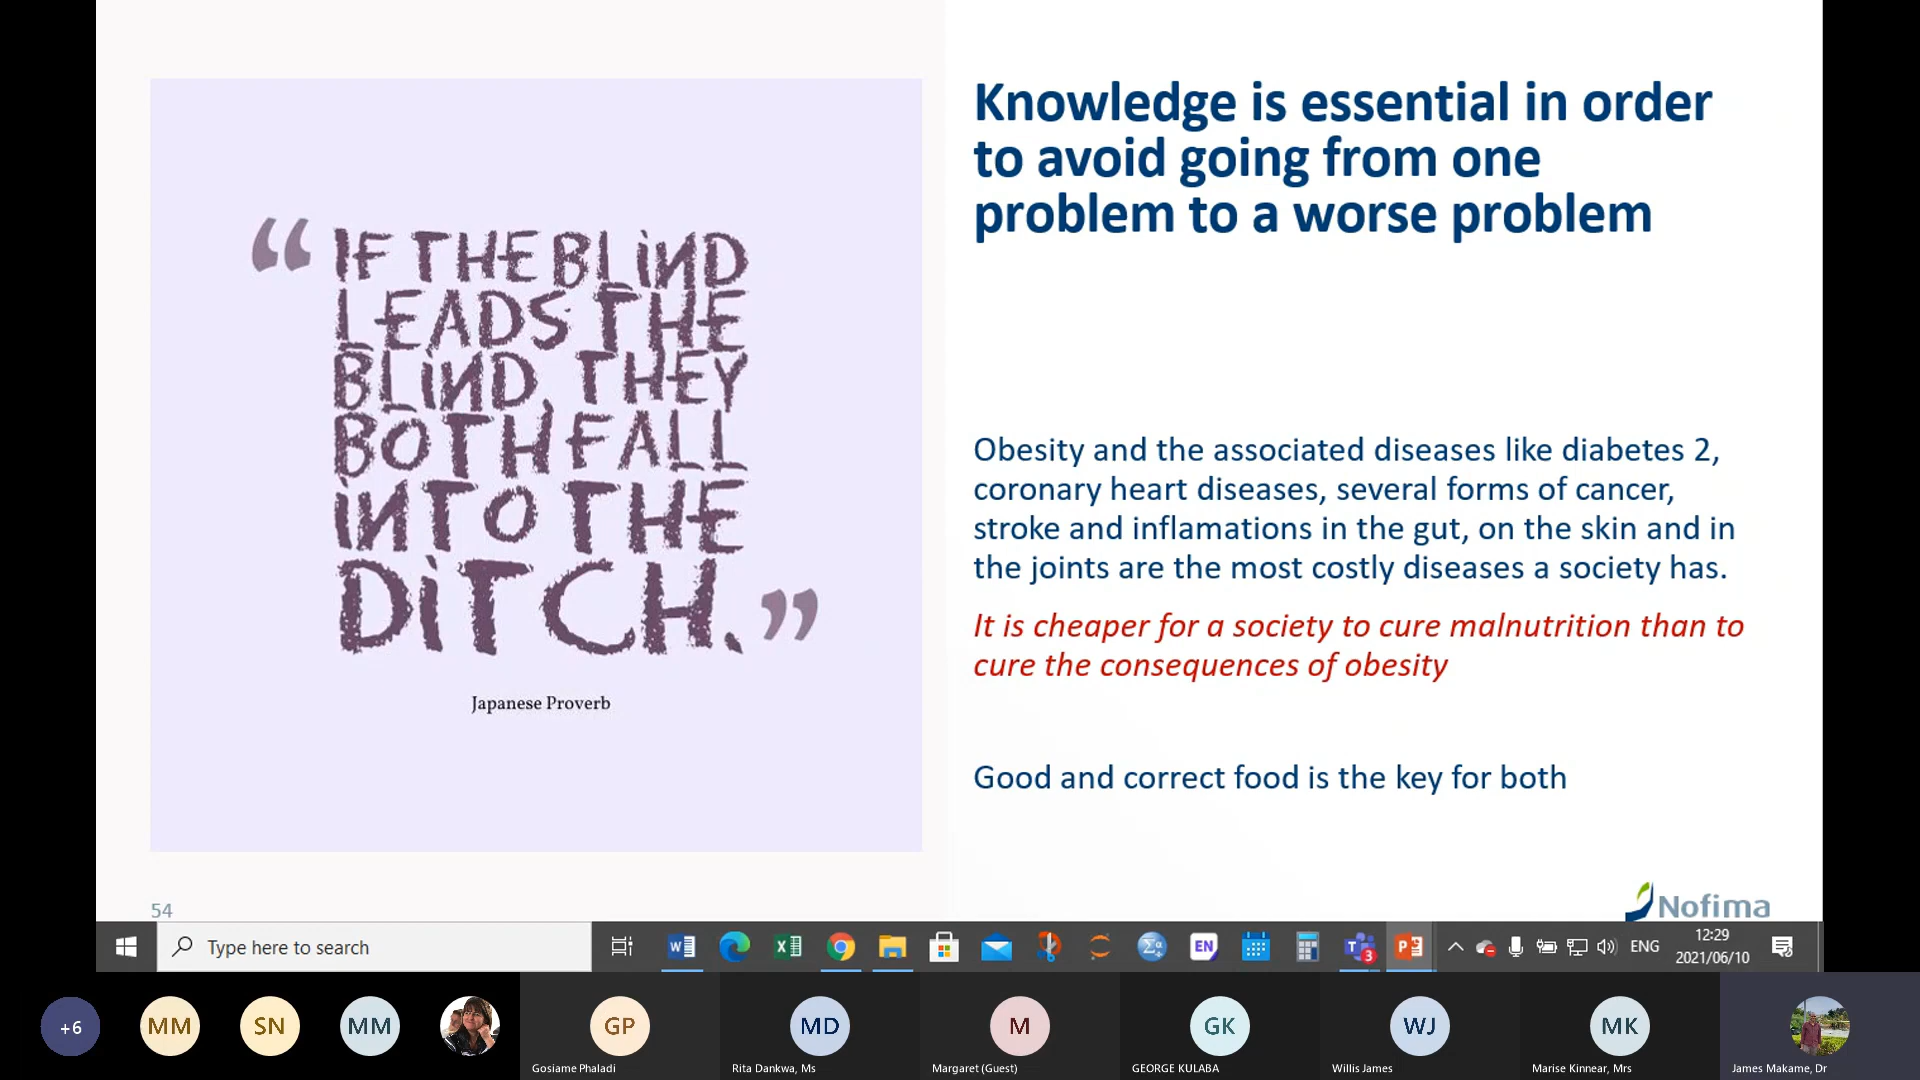 “ IF THE BLIND
LEADS THE
BLIND, THEY
BOTH FALL
INTO THE
DITCH. ”
Japanese Proverb
54
Knowledge is essential in order
to avoid going from one
problem to a worse problem
Obesity and the associated diseases like diabetes 2,
coronary heart diseases, several forms of cancer,
stroke and inflamations in the gut, on the skin and in
the joints are the most costly diseases a society has.
It is cheaper for a society to cure malnutrition than to
cure the consequences of obesity
Good and correct food is the key for both
Nofima
Type here to search
EN
3
ENG
12:29
2021/06/10
+6
MM
SN
MM
GP
Gosiame Phaladi
MD
Rita Dankwa, Ms
M
Margaret (Guest)
GK
GEORGE KULABA
WJ
Willis James
MK
Marise Kinnear, Mrs
James Makame, Dr